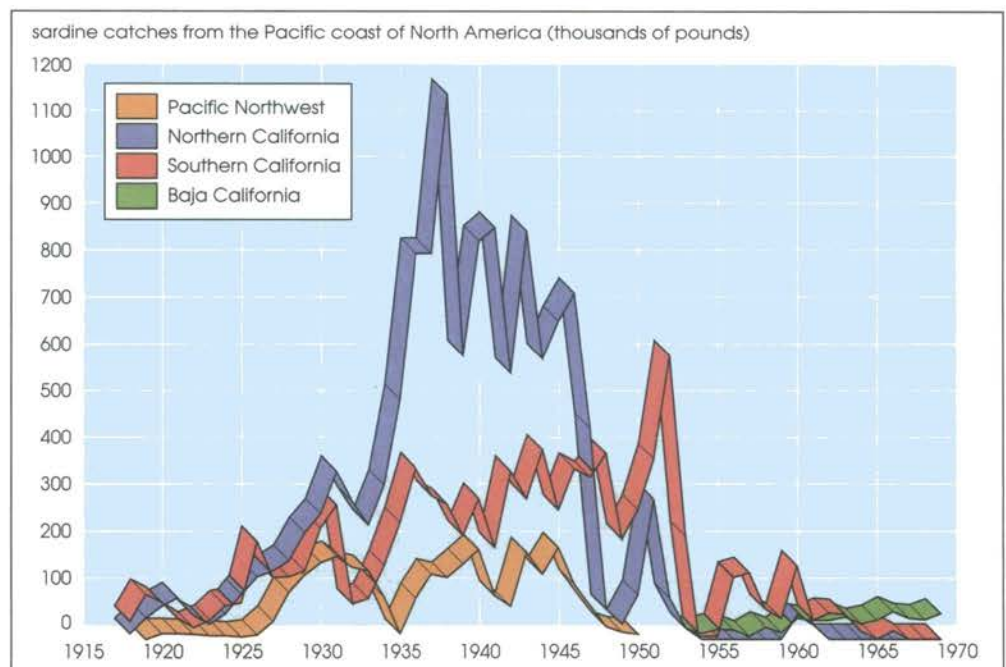 sardine catches from the Pacific coast of North America (thousands of pounds)
1200
1100
1000
900
800
700
600
500
400
300
200
100
0
Pacific Northwest
Northern California
Southern California
Baja California
1915 1920 1925 1930 1935 1940 1945 1950 1955 1960 1965 1970